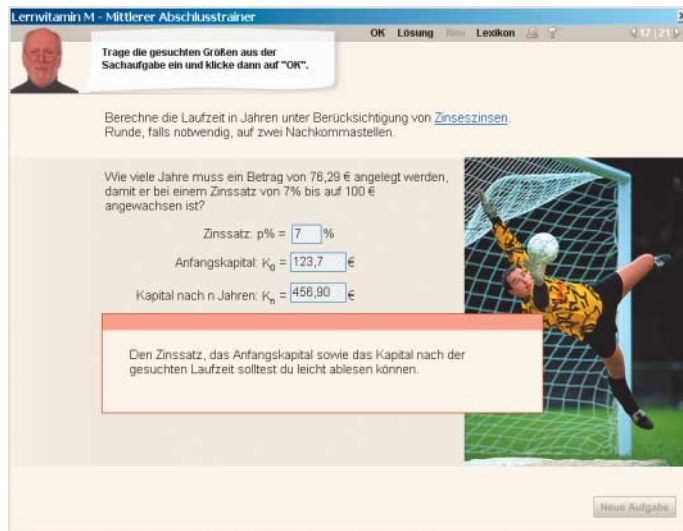 Lernvitamin M - Mittlerer Abschlusstrainer
OK Lösung Neu Lexikon
17 | 21
Trage die gesuchten Größen aus der
Sachaufgabe ein und klicke dann auf "OK".
Berechne die Laufzeit in Jahren unter Berücksichtigung von Zinseszinsen.
Runde, falls notwendig, auf zwei Nachkommastellen.
Wie viele Jahre muss ein Betrag von 76,29 € angelegt werden,
damit er bei einem Zinssatz von 7% bis auf 100 €
angewachsen ist?
Zinssatz: p% = 7 %
Anfangskapital: K0 = 123,7 €
Kapital nach n Jahren: Kn = 456,90 €
Den Zinssatz, das Anfangskapital sowie das Kapital nach der
gesuchten Laufzeit solltest du leicht ablesen können.
Neue Aufgabe